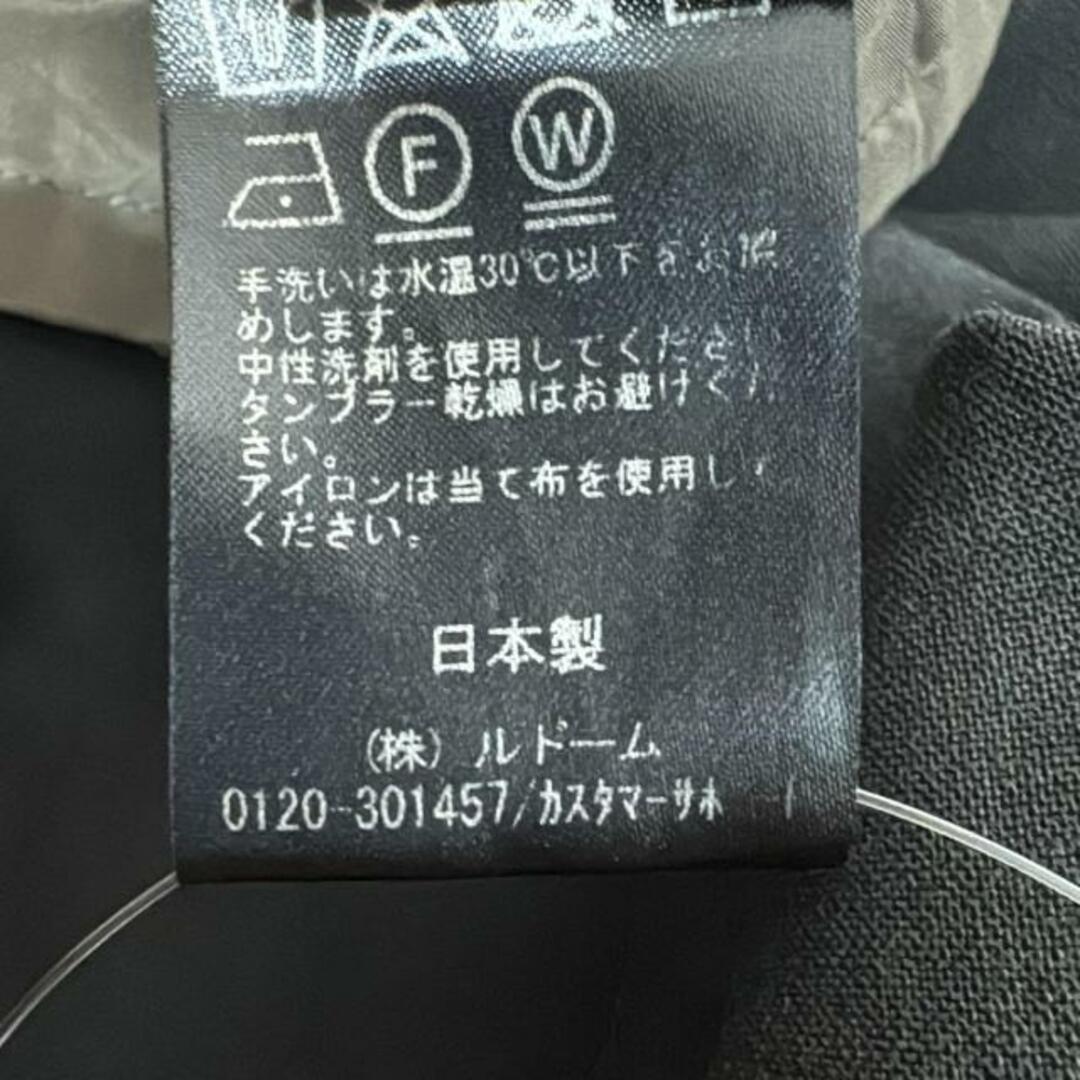 F W
手洗いは水温30℃以下をお奨
めします。
中性洗剤を使用してくださ
タンブラー乾燥はお避けくだ
さい。
アイロンは当て布を使用し
ください。
日本製
(株) ルドーム
0120-301457/カスタマーサポ